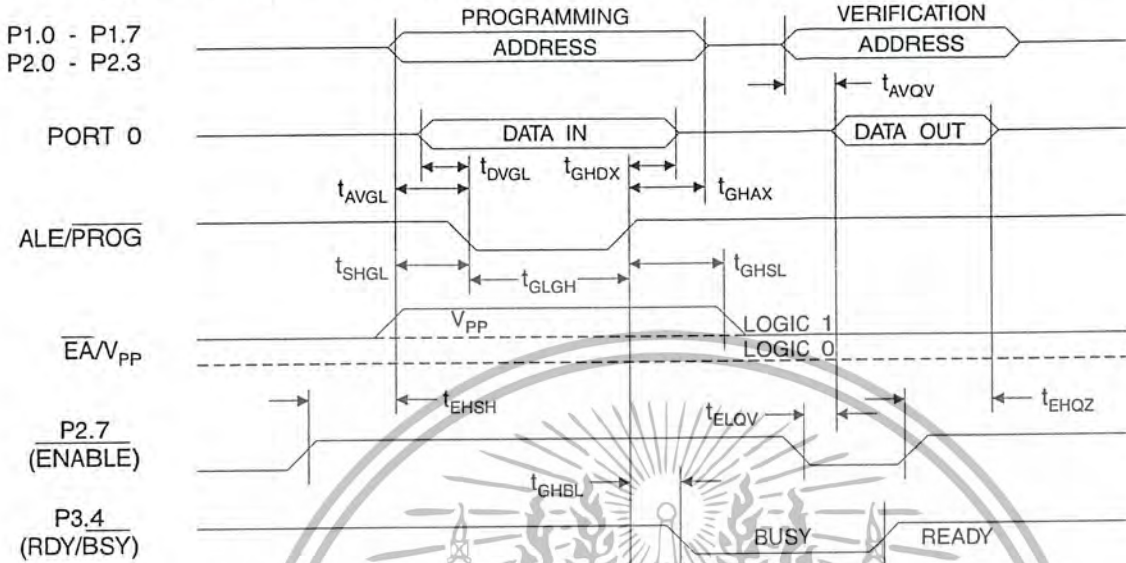 PROGRAMMING
VERIFICATION
P1.0 - P1.7
P2.0 - P2.3
ADDRESS
ADDRESS
tAVQV
PORT 0
DATA IN
DATA OUT
tDVGL
tGHDX
tAVGL
tGHAX
ALE/PROG
tSHGL
tGLGH
tGHSL
VPP
LOGIC 1
LOGIC 0
EA/VPP
tEHSH
tELQV
tEHQZ
P2.7
(ENABLE)
tGHBL
P3.4
(RDY/BSY)
BUSY
READY